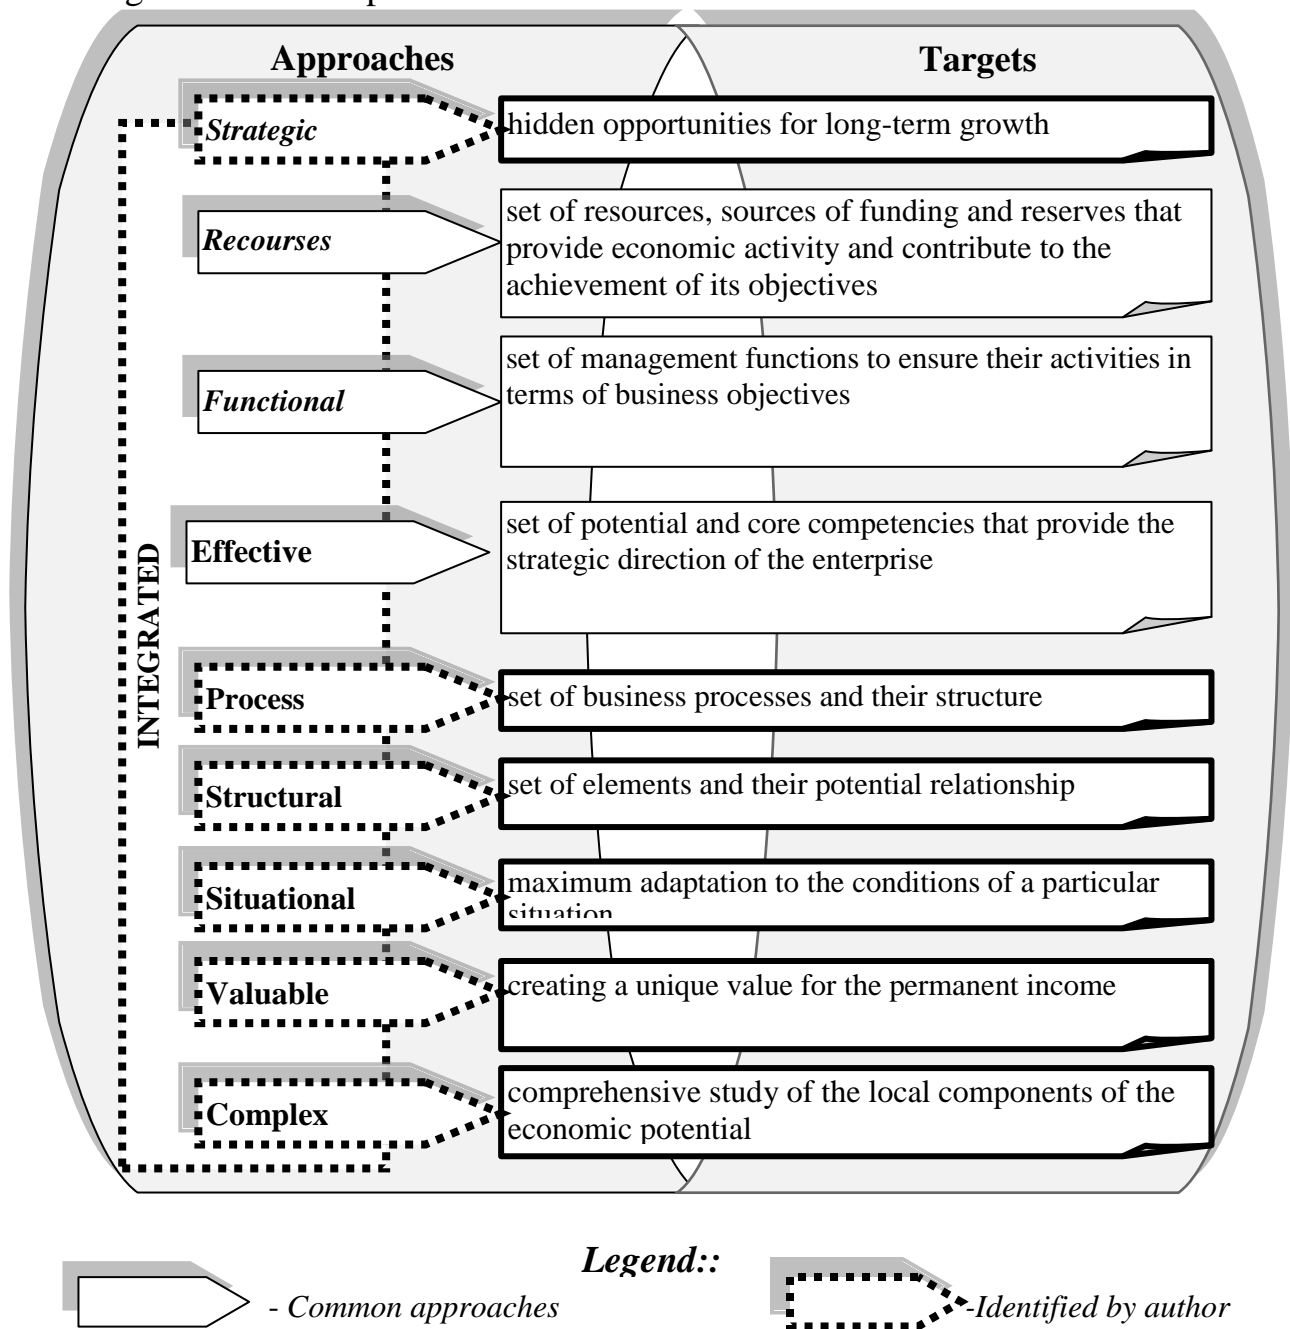 Approaches
Targets
Strategic
hidden opportunities for long-term growth
Recourses
set of resources, sources of funding and reserves that
provide economic activity and contribute to the
achievement of its objectives
Functional
set of management functions to ensure their activities in
terms of business objectives
Effective
set of potential and core competencies that provide the
strategic direction of the enterprise
INTEGRATED
Process
set of business processes and their structure
Structural
set of elements and their potential relationship
Situational
maximum adaptation to the conditions of a particular
situation
Valuable
creating a unique value for the permanent income
Complex
comprehensive study of the local components of the
economic potential
Legend::
- Common approaches
-Identified by author